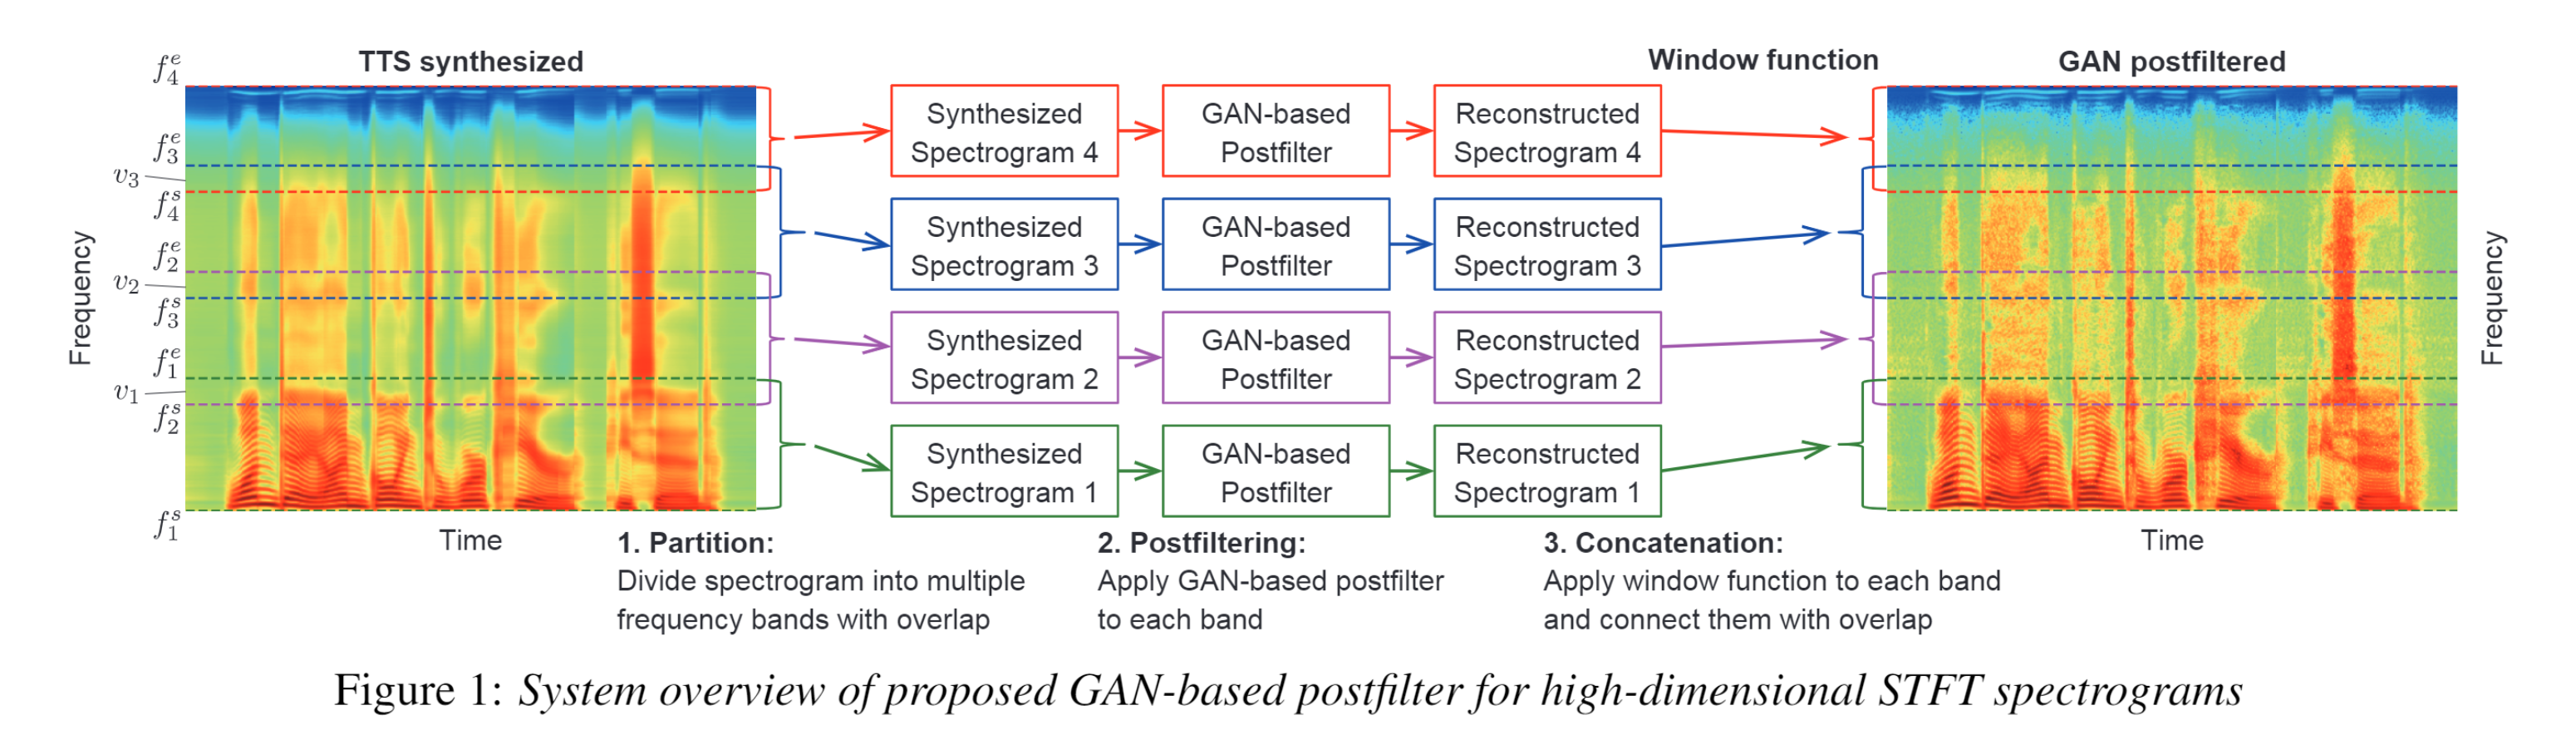 TTS synthesized
Window function
GAN postfiltered
f_4^e
f_3^e
v_3
f_4^s
f_2^e
v_2
f_3^s
f_1^e
v_1
f_2^s
f_1^s
Frequency
Time
Synthesized
Spectrogram 4
GAN-based
Postfilter
Reconstructed
Spectrogram 4
Synthesized
Spectrogram 3
GAN-based
Postfilter
Reconstructed
Spectrogram 3
Synthesized
Spectrogram 2
GAN-based
Postfilter
Reconstructed
Spectrogram 2
Synthesized
Spectrogram 1
GAN-based
Postfilter
Reconstructed
Spectrogram 1
Frequency
Time
1. Partition:
Divide spectrogram into multiple
frequency bands with overlap
2. Postfiltering:
Apply GAN-based postfilter
to each band
3. Concatenation:
Apply window function to each band
and connect them with overlap
Figure 1: System overview of proposed GAN-based postfilter for high-dimensional STFT spectrograms